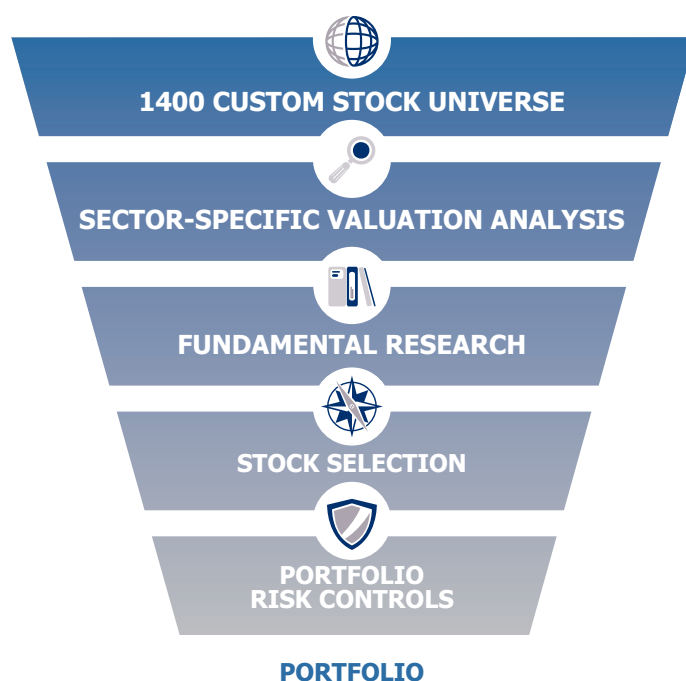 1400 CUSTOM STOCK UNIVERSE
SECTOR-SPECIFIC VALUATION ANALYSIS
FUNDAMENTAL RESEARCH
STOCK SELECTION
PORTFOLIO
RISK CONTROLS
PORTFOLIO